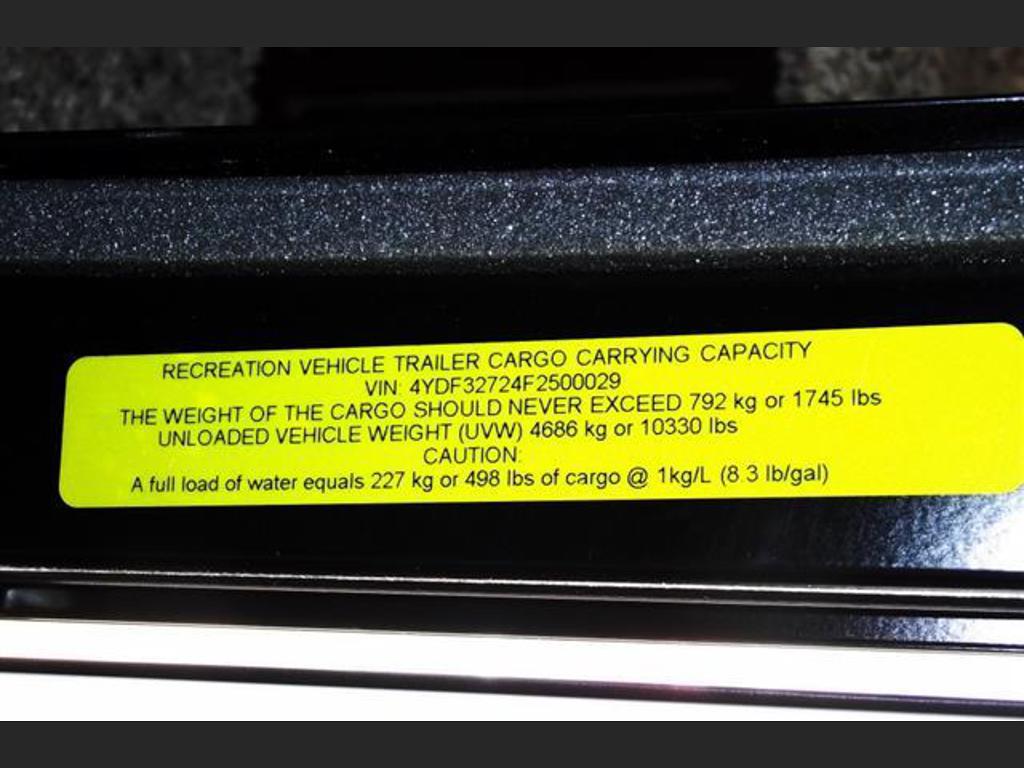 RECREATION VEHICLE TRAILER CARGO CARRYING CAPACITY
VIN: 4YDF32724F2500029
THE WEIGHT OF THE CARGO SHOULD NEVER EXCEED 792 kg or 1745 lbs
UNLOADED VEHICLE WEIGHT (UVW) 4686 kg or 10330 lbs
CAUTION:
A full load of water equals 227 kg or 498 lbs of cargo @ 1kg/L (8.3 lb/gal)